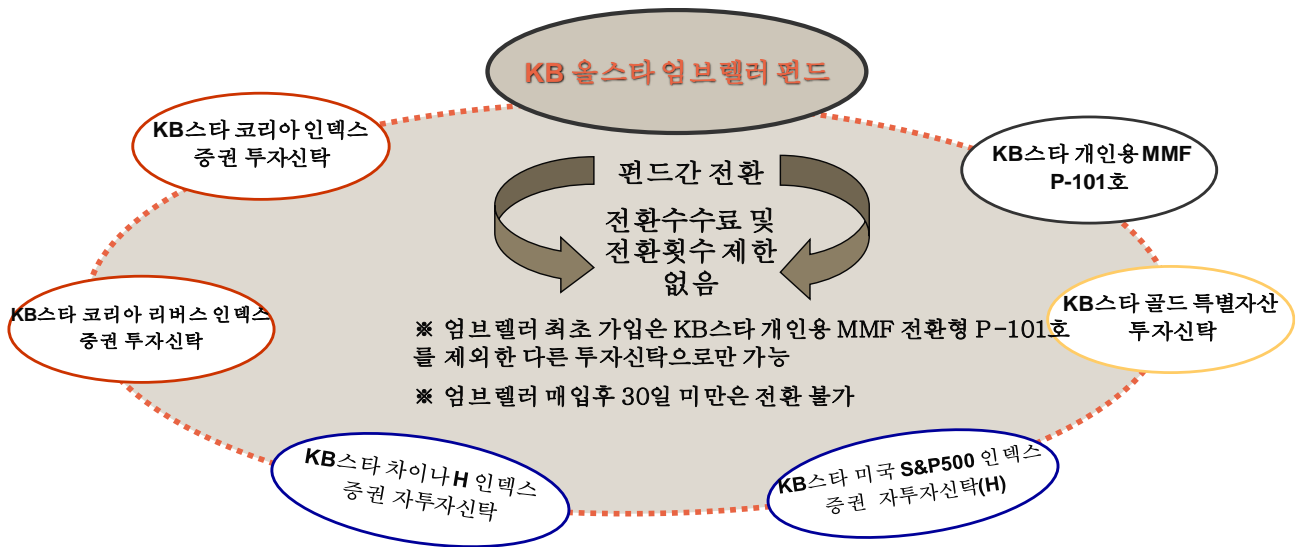 KB 올스타 엄브렐러 펀드
KB스타 코리아 인덱스
증권 투자신탁
KB스타 개인용 MMF
P-101호
펀드간 전환
전환수수료 및
전환횟수 제한
없음
KB스타 코리아 리버스 인덱스
증권 투자신탁
KB스타 골드 특별자산
투자신탁
※ 엄브렐러 최초 가입은 KB스타 개인용 MMF 전환형 P-101호
를 제외한 다른 투자신탁으로만 가능
※ 엄브렐러 매입후 30일 미만은 전환 불가
KB스타 차이나 H 인덱스
증권 자투자신탁
KB스타 미국 S&P500 인덱스
증권 자투자신탁(H)